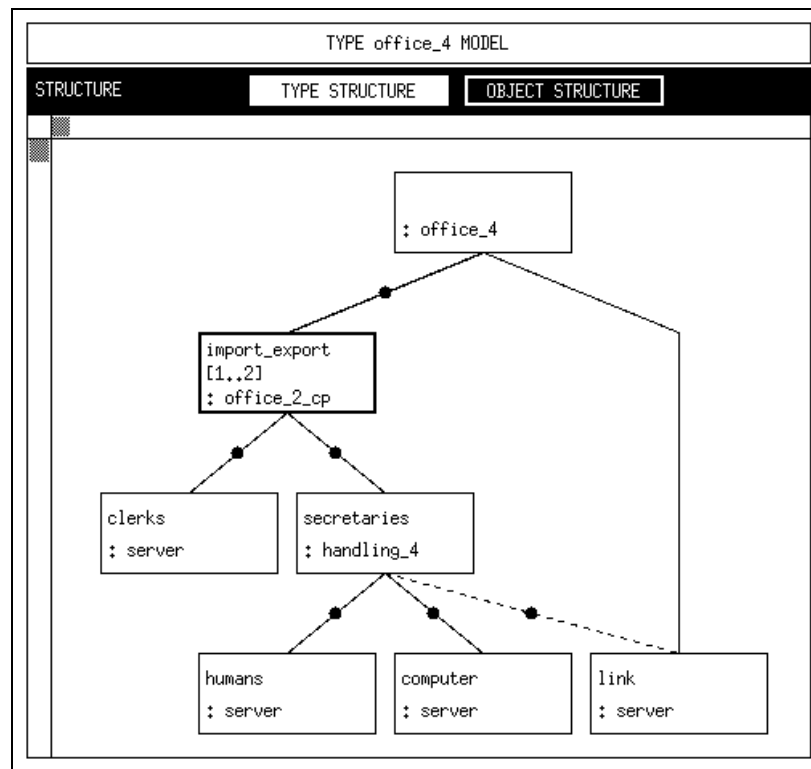 TYPE office_4 MODEL
STRUCTURE TYPE STRUCTURE OBJECT STRUCTURE
: office_4
import_export
[1..2]
: office_2_cp
clerks
: server
secretaries
: handling_4
humans
: server
computer
: server
link
: server